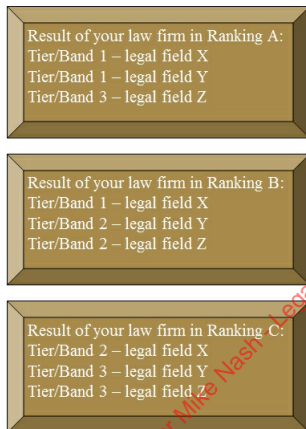 Result of your law firm in Ranking A:
Tier/Band 1 – legal field X
Tier/Band 1 – legal field Y
Tier/Band 3 – legal field Z
Result of your law firm in Ranking B:
Tier/Band 1 – legal field X
Tier/Band 2 – legal field Y
Tier/Band 2 – legal field Z
Result of your law firm in Ranking C:
Tier/Band 2 – legal field X
Tier/Band 3 – legal field Y
Tier/Band 3 – legal field Z
Mike Nash - Lega